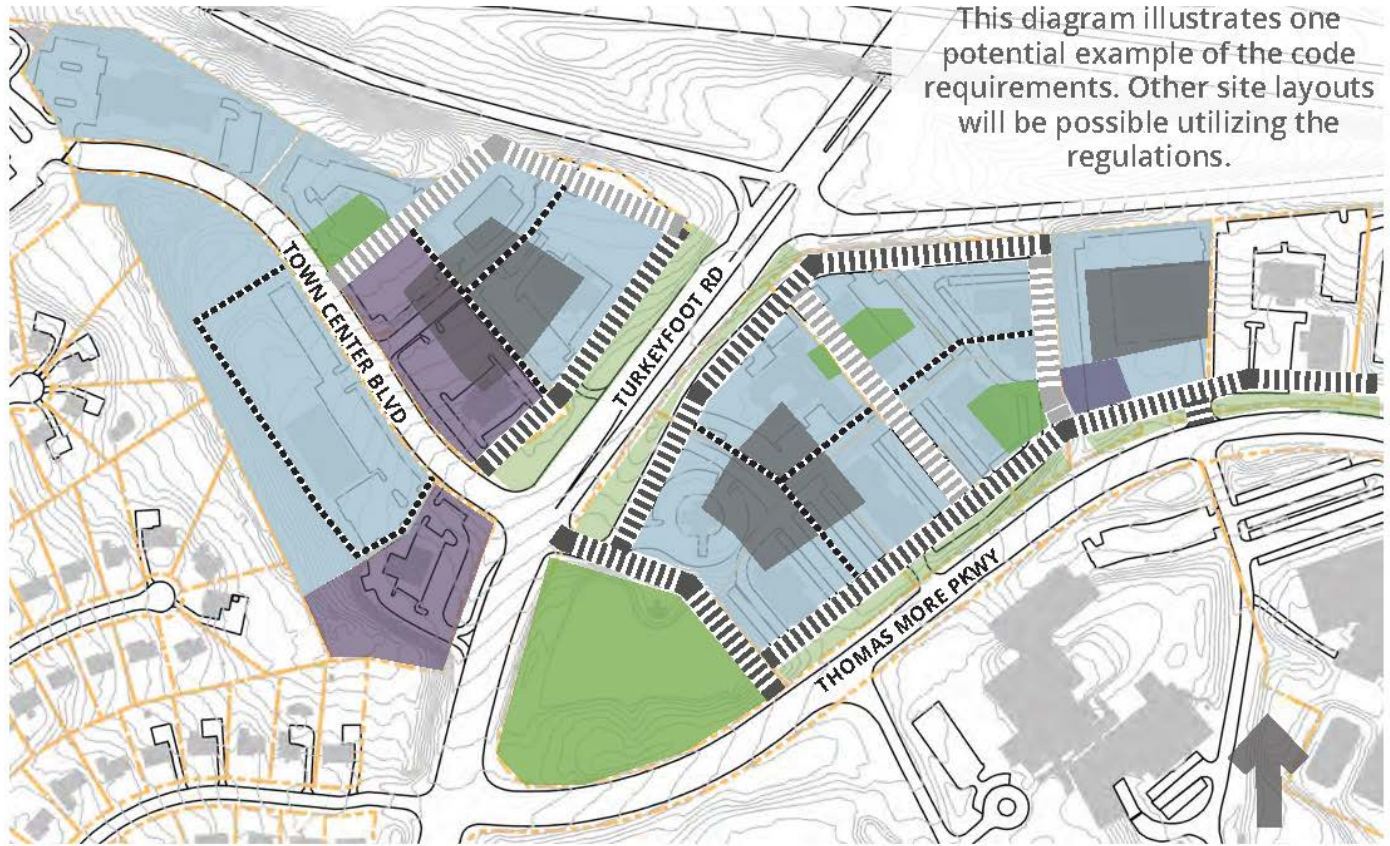 This diagram illustrates one
potential example of the code
requirements. Other site layouts
will be possible utilizing the
regulations.
TOWN CENTER BLVD
TURKEYFOOT RD
THOMAS MORE PKWY